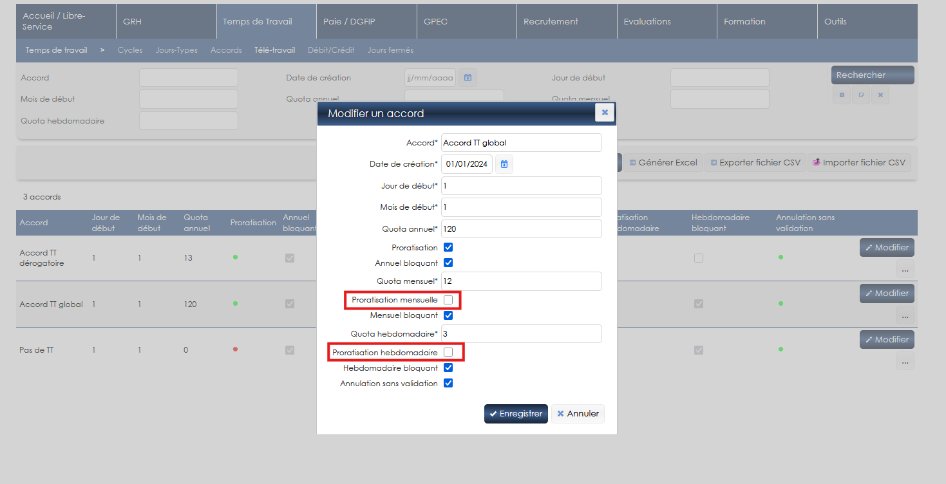 Accueil / Libre-Service
GRH
Temps de Travail
Paie / DGFIP
GPEC
Recrutement
Evaluations
Formation
Outils
Temps de travail > Cycles Jours-Types Accords Télé-travail Débit/Crédit Jours fermés
Accord
Date de création jj/mm/aaaa
Jour de début
Rechercher
Mois de début
Quota annuel
Quota mensuel
Quota hebdomadaire
Modifier un accord
Accord* Accord TT global
Date de création* 01/01/2024
Jour de début* 1
Mois de début* 1
Quota annuel* 120
Proratisation
Annuel bloquant
Quota mensuel* 12
Proratisation mensuelle
Mensuel bloquant
Quota hebdomadaire* 3
Proratisation hebdomadaire
Hebdomadaire bloquant
Annulation sans validation
Enregistrer Annuler
Générer Excel Exporter fichier CSV Importer fichier CSV
3 accords
Accord
Jour de début
Mois de début
Quota annuel
Proratisation
Annuel
Hebdomadaire bloquant
Annulation sans validation
Accord TT dérogatoire 1 1 13 Modifier
...
Accord TT global 1 1 120 Modifier
...
Pas de TT 1 1 0 Modifier
...